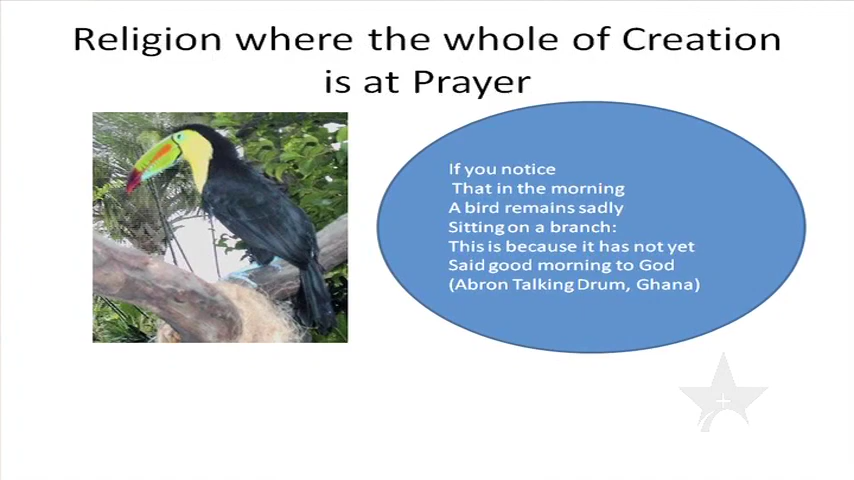 Religion where the whole of Creation
is at Prayer
If you notice
That in the morning
A bird remains sadly
Sitting on a branch:
This is because it has not yet
Said good morning to God
(Abron Talking Drum, Ghana)